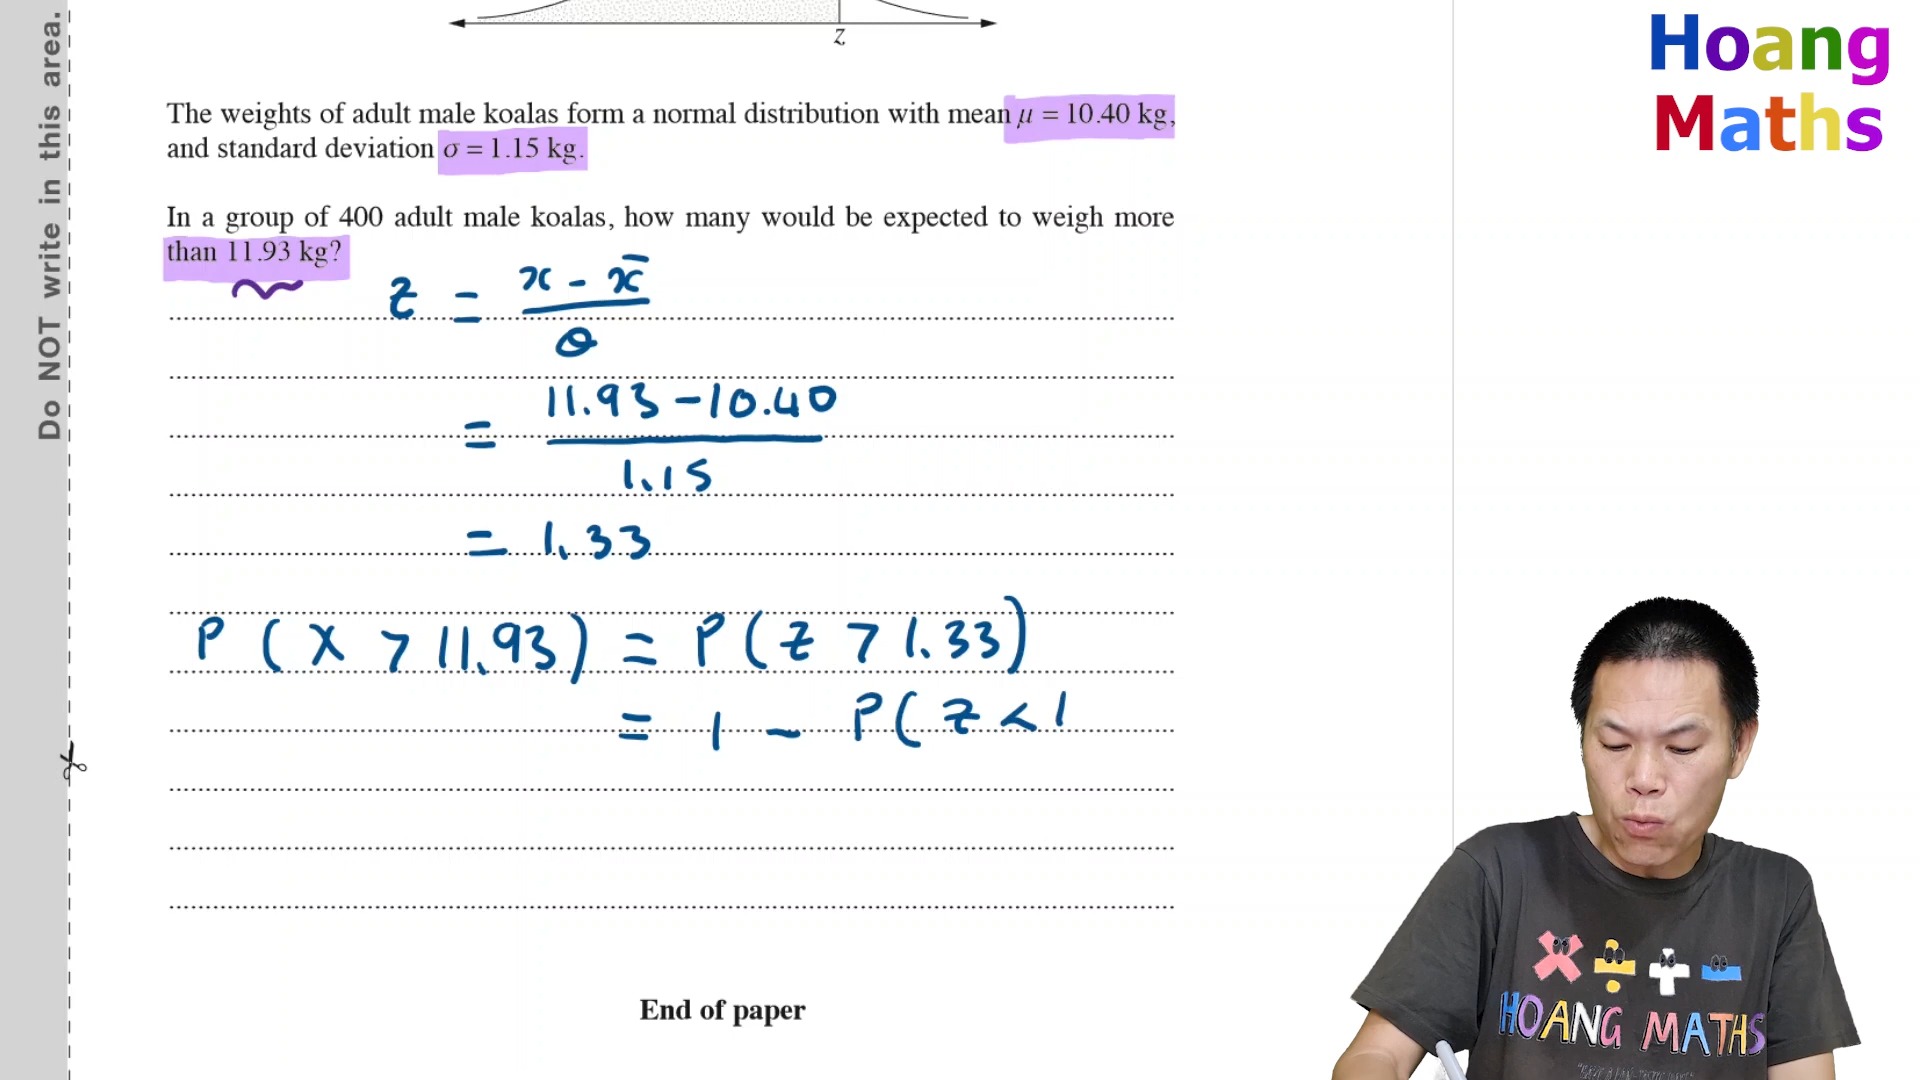 Do NOT write in this area.
z
Hoang
Maths
The weights of adult male koalas form a normal distribution with mean μ = 10.40 kg,
and standard deviation σ = 1.15 kg.
In a group of 400 adult male koalas, how many would be expected to weigh more
than 11.93 kg?
z = x - x̄ / σ
= 11.93 - 10.40 / 1.15
= 1.33
P ( X > 11.93 ) = P ( z > 1.33 )
= 1 - P ( z < 1
End of paper
HOANG MATHS